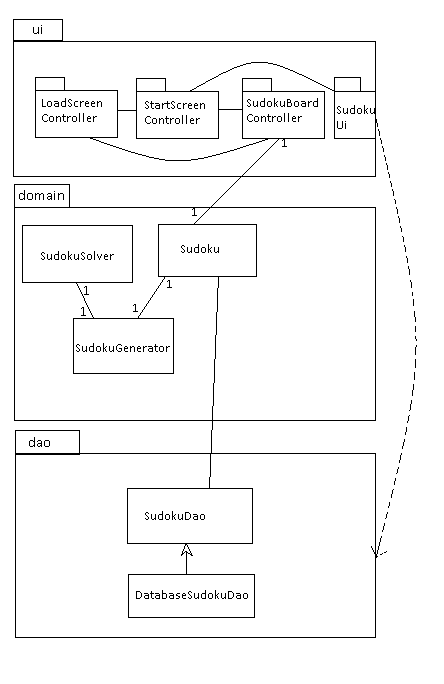 ui
LoadScreen
Controller
StartScreen
Controller
SudokuBoard
Controller
Sudoku
Ui
1
domain
1
SudokuSolver
Sudoku
1
1
1
1
SudokuGenerator
dao
SudokuDao
DatabaseSudokuDao